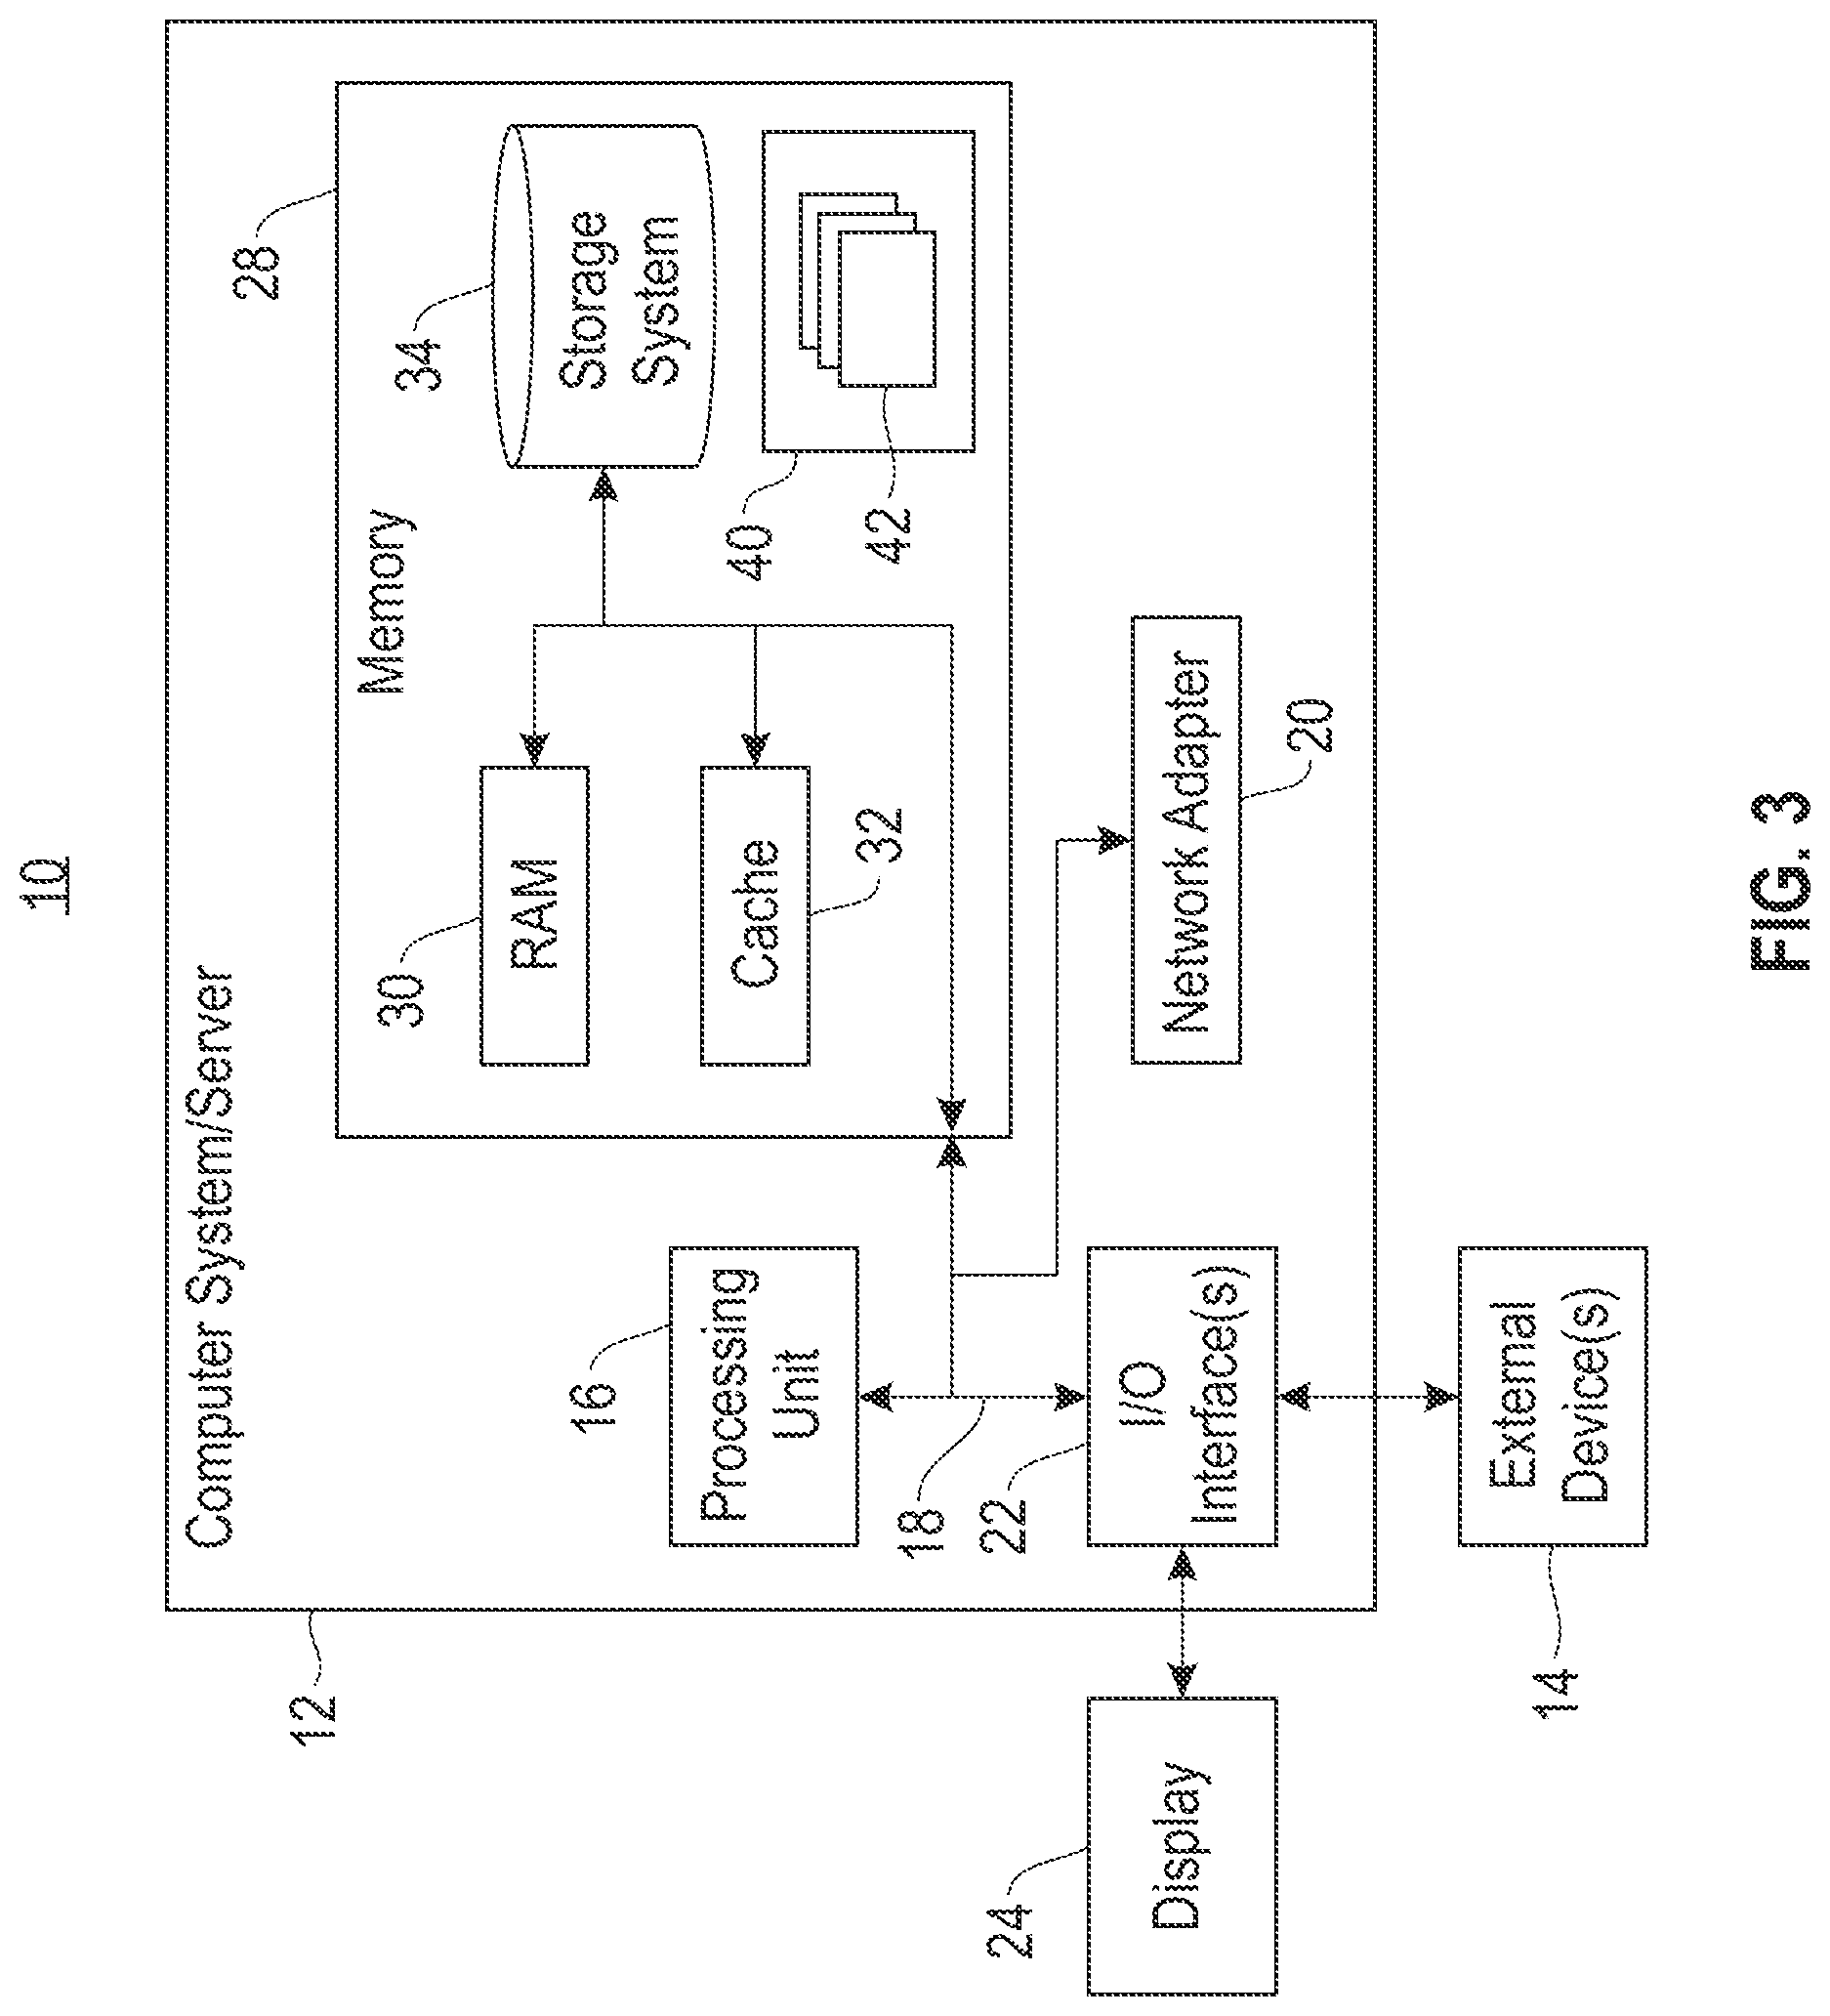 10
Computer System/Server
12
28
Memory
34
Storage
System
30
RAM
Cache
32
40
42
16
Processing
Unit
18
22
I/O
Interface(s)
Network Adapter
20
24
Display
External
Device(s)
14
FIG. 3